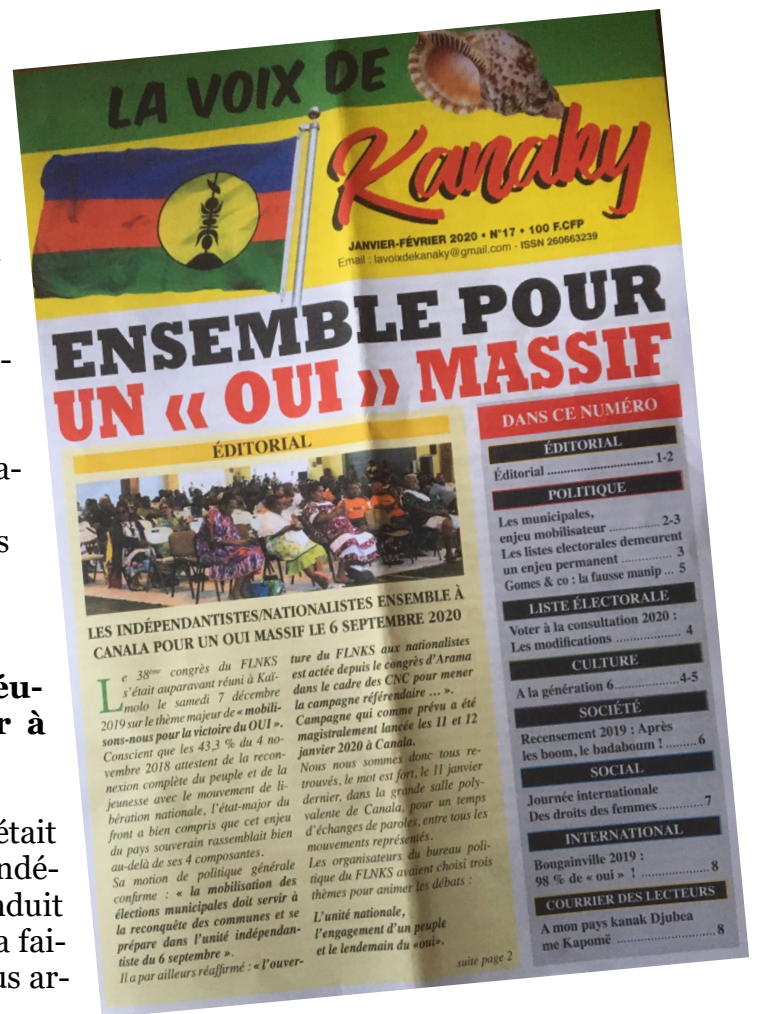 LA VOIX DE
Kanaky
JANVIER-FÉVRIER 2020 • N°17 • 100 F.CFP
Email : lavoixdekanaky@gmail.com - ISSN 260663239
ENSEMBLE POUR
UN « OUI » MASSIF
ÉDITORIAL
LES INDÉPENDANTISTES/NATIONALISTES ENSEMBLE À
CANALA POUR UN OUI MASSIF LE 6 SEPTEMBRE 2020
Le 38ème congrès du FLNKS
s'était auparavant réuni à Kaï-
molo le samedi 7 décembre
2019 sur le thème majeur de « mobili-
sons-nous pour la victoire du OUI ».
Conscient que les 43,3 % du 4 no-
vembre 2018 attestent de la recon-
nexion complète du peuple et de la
jeunesse avec le mouvement de li-
bération nationale, l'état-major du
front a bien compris que cet enjeu
du pays souverain rassemblait bien
au-delà de ses 4 composantes.
Sa motion de politique générale
confirme : « la mobilisation des
élections municipales doit servir à
la reconquête des communes et se
prépare dans l'unité indépendan-
tiste du 6 septembre ».
Il a par ailleurs réaffirmé : « l'ouver-
ture du FLNKS aux nationalistes
est actée depuis le congrès d'Arama
dans le cadre des CNC pour mener
la campagne référendaire ... ».
Campagne qui comme prévu a été
magistralement lancée les 11 et 12
janvier 2020 à Canala.
Nous nous sommes donc tous re-
trouvés, le mot est fort, le 11 janvier
dernier, dans la grande salle poly-
valente de Canala, pour un temps
d'échanges de paroles, entre tous les
mouvements représentés.
Les organisateurs du bureau poli-
tique du FLNKS avaient choisi trois
thèmes pour animer les débats :
L'unité nationale,
l'engagement d'un peuple
et le lendemain du «oui».
suite page 2
DANS CE NUMÉRO
ÉDITORIAL
Éditorial ................................ 1-2
POLITIQUE
Les municipales,
enjeu mobilisateur ................ 2-3
Les listes électorales demeurent
un enjeu permanent ................ 3
Gomes & co : la fausse manip ... 5
LISTE ÉLECTORALE
Voter à la consultation 2020 :
Les modifications .................. 4
CULTURE
A la génération 6................4-5
SOCIÉTÉ
Recensement 2019 : Après
les boom, le badaboum ! ........ 6
SOCIAL
Journée internationale
Des droits des femmes............7
INTERNATIONAL
Bougainville 2019 :
98 % de « oui » ! .................. 8
COURRIER DES LECTEURS
A mon pays kanak Djubea
me Kapomë ........................ 8
-
a-
s
éu-
r à
était
ndé-
nduit
a fai-
us ar-